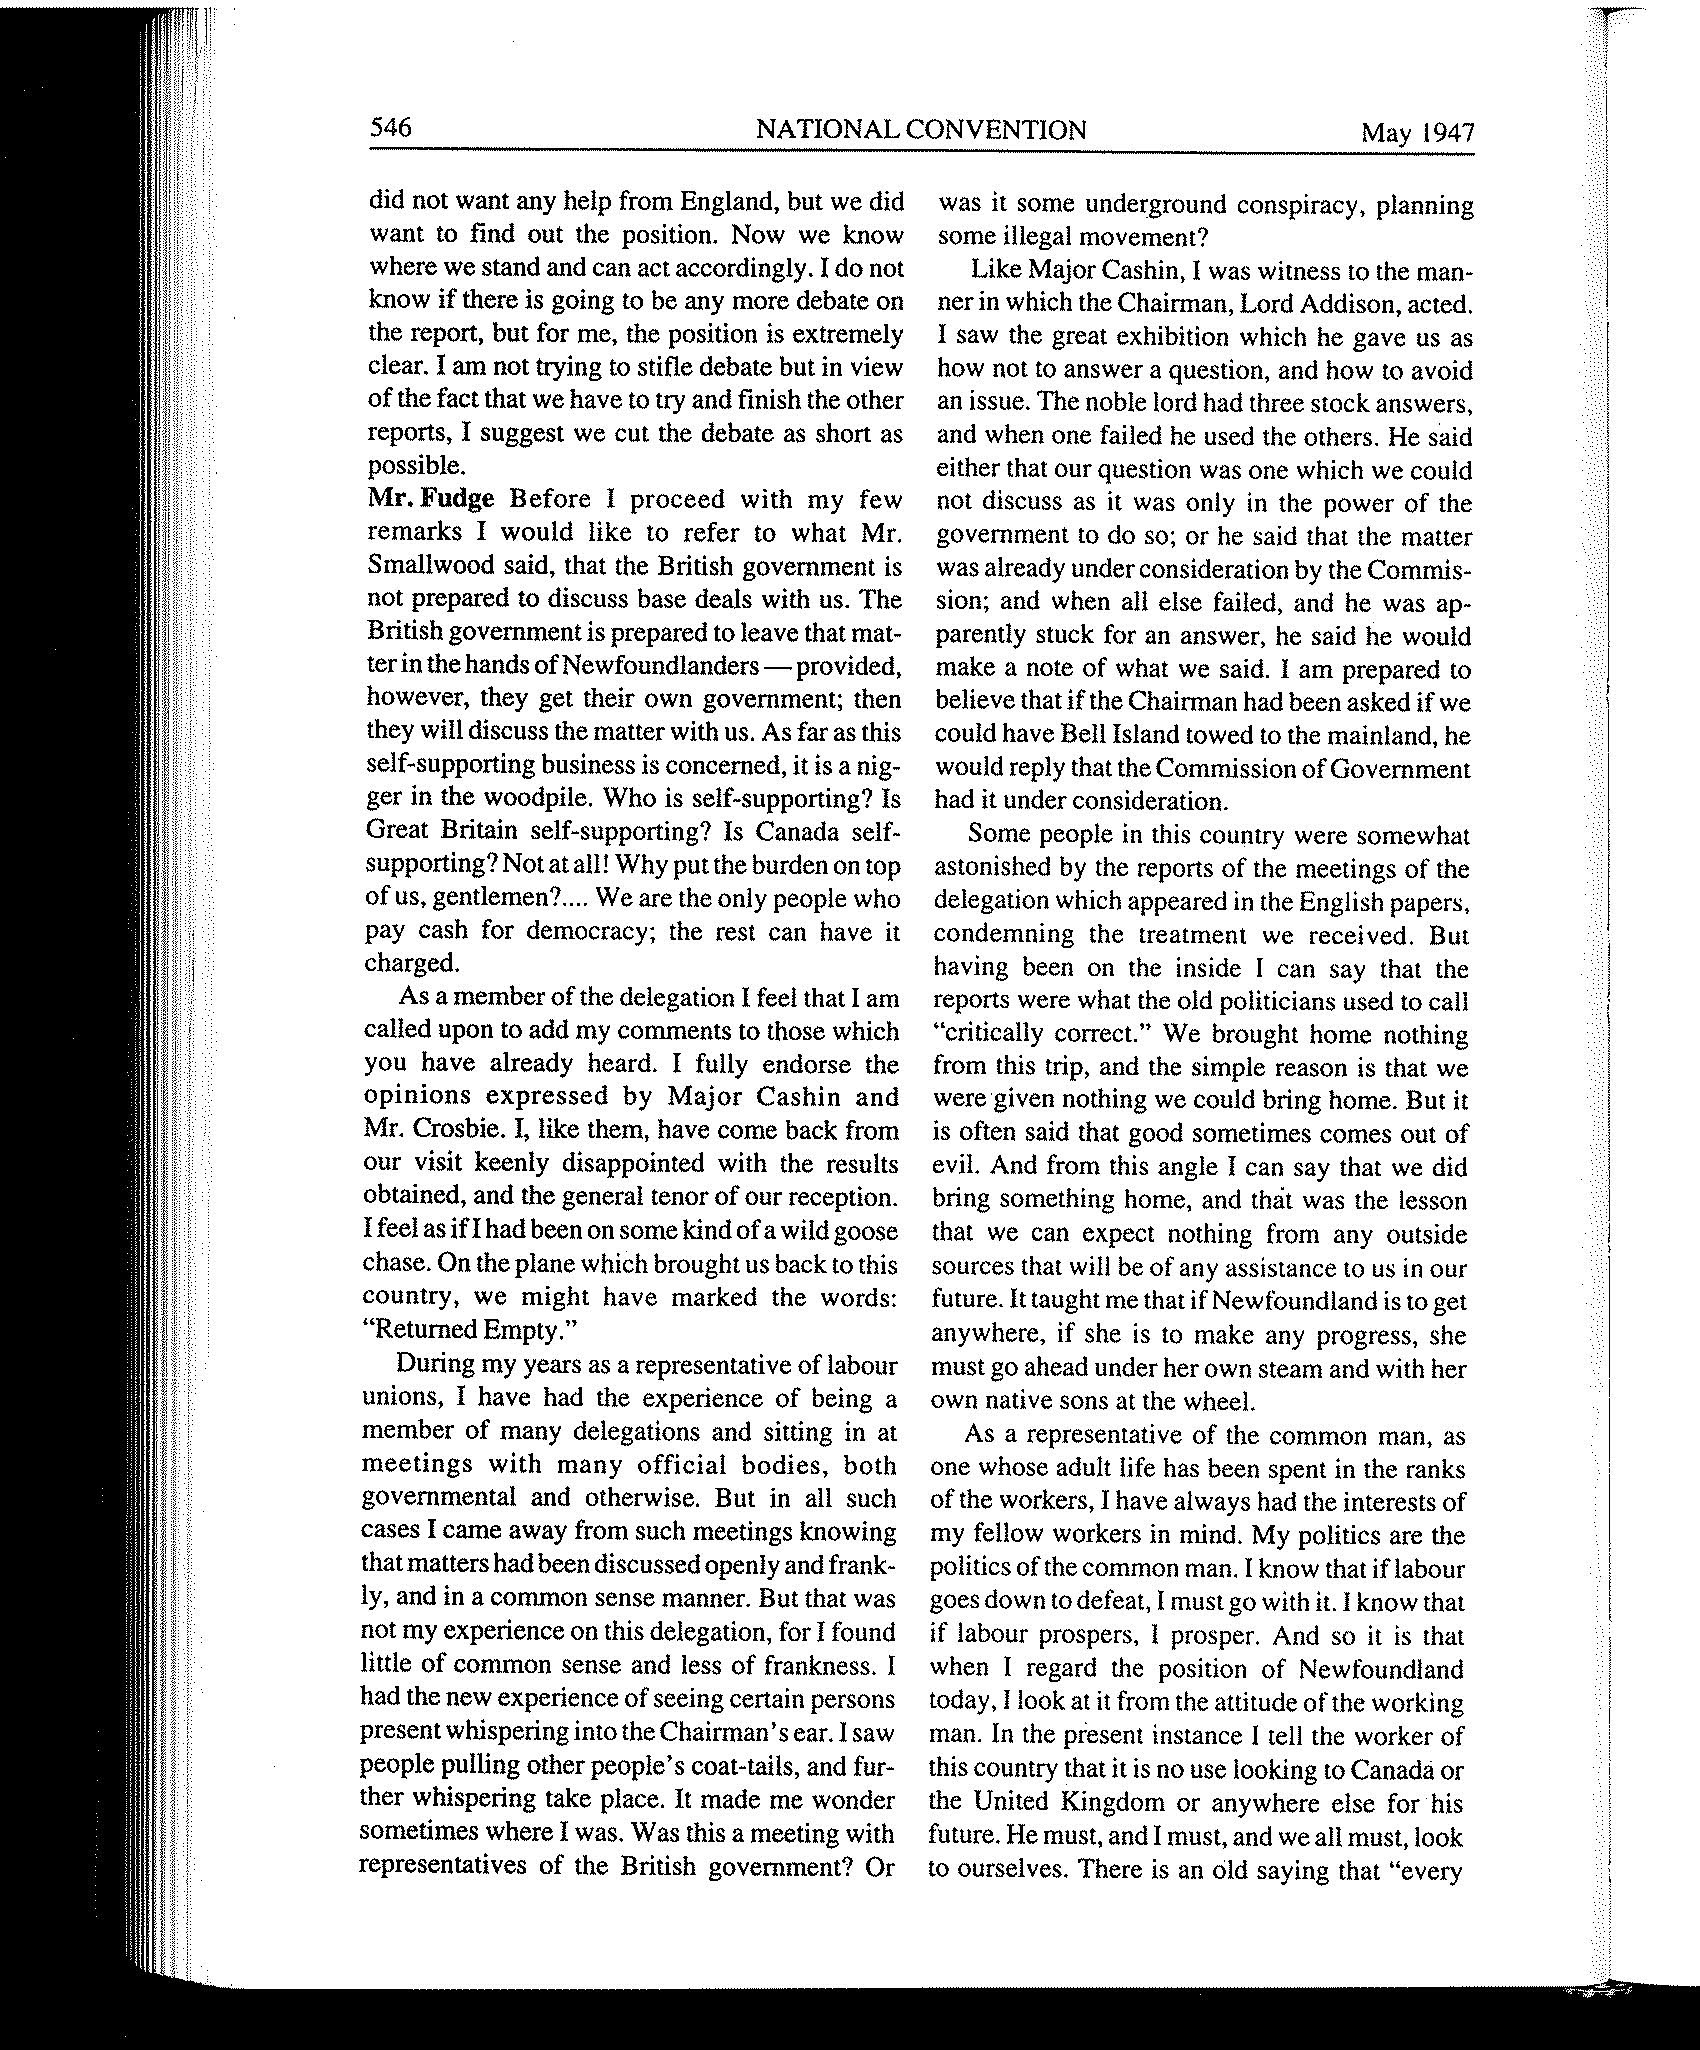 546
NATIONAL CONVENTION
May 1947
did not want any help from England, but we did
want to find out the position. Now we know
where we stand and can act accordingly. I do not
know if there is going to be any more debate on
the report, but for me, the position is extremely
clear. I am not trying to stifle debate but in view
of the fact that we have to try and finish the other
reports, I suggest we cut the debate as short as
possible.
Mr. Fudge Before I proceed with my few
remarks I would like to refer to what Mr.
Smallwood said, that the British government is
not prepared to discuss base deals with us. The
British government is prepared to leave that mat-
ter in the hands of Newfoundlanders — provided,
however, they get their own government; then
they will discuss the matter with us. As far as this
self-supporting business is concerned, it is a nig-
ger in the woodpile. Who is self-supporting? Is
Great Britain self-supporting? Is Canada self-
supporting? Not at all! Why put the burden on top
of us, gentlemen?.... We are the only people who
pay cash for democracy; the rest can have it
charged.
As a member of the delegation I feel that I am
called upon to add my comments to those which
you have already heard. I fully endorse the
opinions expressed by Major Cashin and
Mr. Crosbie. I, like them, have come back from
our visit keenly disappointed with the results
obtained, and the general tenor of our reception.
I feel as if I had been on some kind of a wild goose
chase. On the plane which brought us back to this
country, we might have marked the words:
“Returned Empty.”
During my years as a representative of labour
unions, I have had the experience of being a
member of many delegations and sitting in at
meetings with many official bodies, both
governmental and otherwise. But in all such
cases I came away from such meetings knowing
that matters had been discussed openly and frank-
ly, and in a common sense manner. But that was
not my experience on this delegation, for I found
little of common sense and less of frankness. I
had the new experience of seeing certain persons
present whispering into the Chairman's ear. I saw
people pulling other people's coat-tails, and fur-
ther whispering take place. It made me wonder
sometimes where I was. Was this a meeting with
representatives of the British government? Or
was it some underground conspiracy, planning
some illegal movement?
Like Major Cashin, I was witness to the man-
ner in which the Chairman, Lord Addison, acted.
I saw the great exhibition which he gave us as
how not to answer a question, and how to avoid
an issue. The noble lord had three stock answers,
and when one failed he used the others. He said
either that our question was one which we could
not discuss as it was only in the power of the
government to do so; or he said that the matter
was already under consideration by the Commis-
sion; and when all else failed, and he was ap-
parently stuck for an answer, he said he would
make a note of what we said. I am prepared to
believe that if the Chairman had been asked if we
could have Bell Island towed to the mainland, he
would reply that the Commission of Government
had it under consideration.
Some people in this country were somewhat
astonished by the reports of the meetings of the
delegation which appeared in the English papers,
condemning the treatment we received. But
having been on the inside I can say that the
reports were what the old politicians used to call
“critically correct.” We brought home nothing
from this trip, and the simple reason is that we
were given nothing we could bring home. But it
is often said that good sometimes comes out of
evil. And from this angle I can say that we did
bring something home, and that was the lesson
that we can expect nothing from any outside
sources that will be of any assistance to us in our
future. It taught me that if Newfoundland is to get
anywhere, if she is to make any progress, she
must go ahead under her own steam and with her
own native sons at the wheel.
As a representative of the common man, as
one whose adult life has been spent in the ranks
of the workers, I have always had the interests of
my fellow workers in mind. My politics are the
politics of the common man. I know that if labour
goes down to defeat, I must go with it. I know that
if labour prospers, I prosper. And so it is that
when I regard the position of Newfoundland
today, I look at it from the attitude of the working
man. In the present instance I tell the worker of
this country that it is no use looking to Canada or
the United Kingdom or anywhere else for his
future. He must, and I must, and we all must, look
to ourselves. There is an old saying that “every